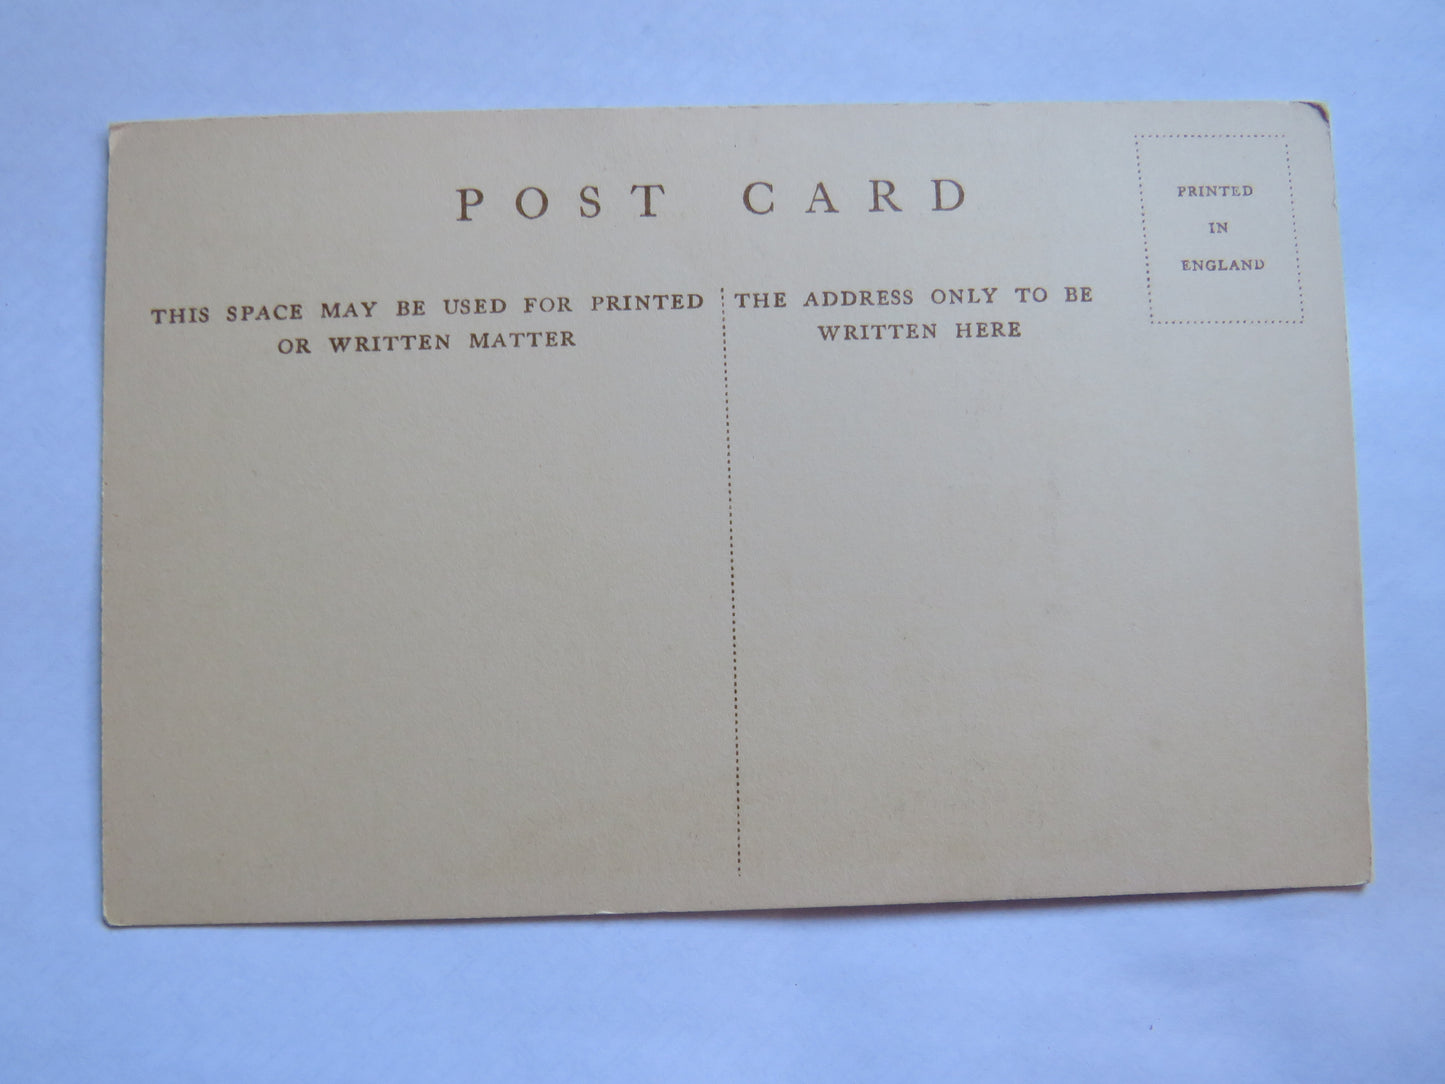 POST CARD
PRINTED
IN
ENGLAND
THIS SPACE MAY BE USED FOR PRINTED
OR WRITTEN MATTER
THE ADDRESS ONLY TO BE
WRITTEN HERE